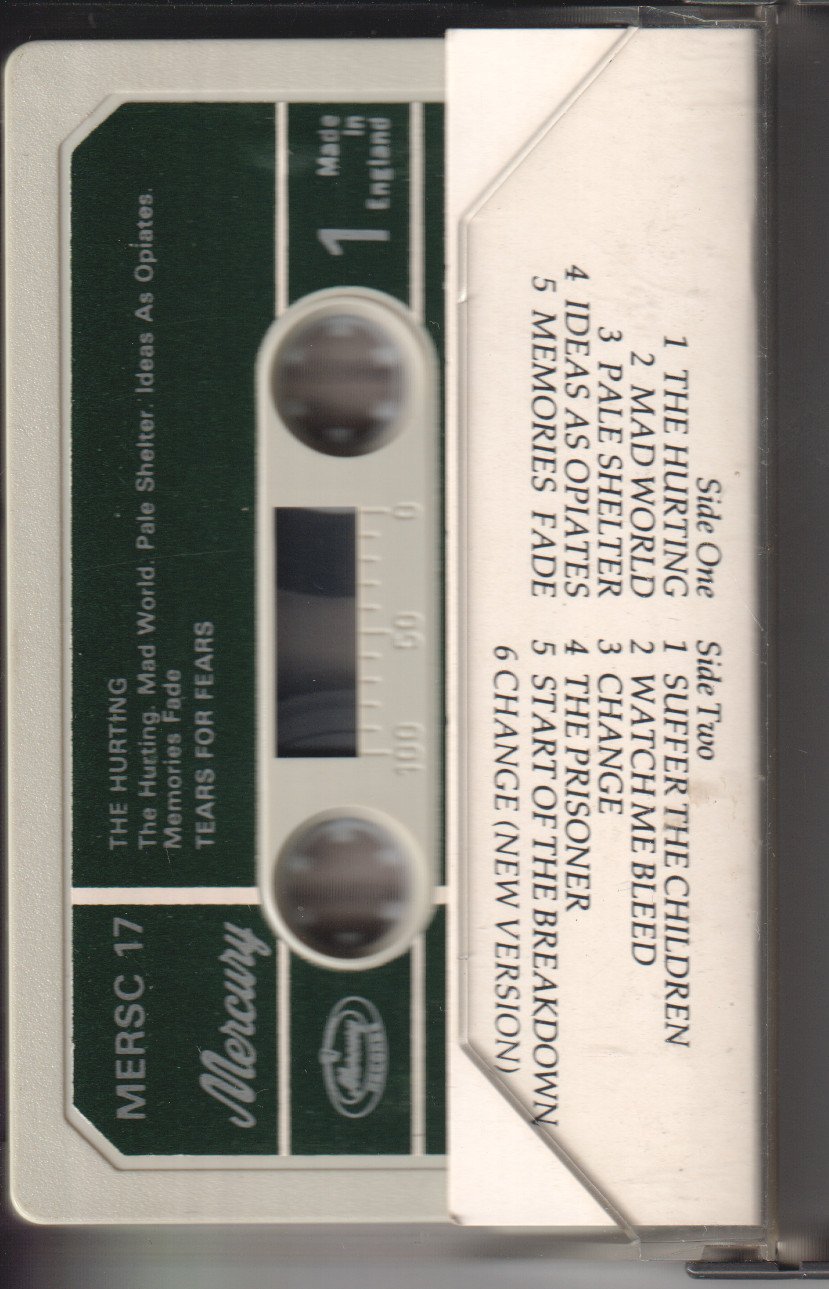 THE HURTING
The Hurting. Mad World. Pale Shelter. Ideas As Opiates.
Memories Fade
TEARS FOR FEARS
1
Made
In
England
MERSC 17
Mercury
Mercury
0 50 100
Side One
1 THE HURTING
2 MAD WORLD
3 PALE SHELTER
4 IDEAS AS OPIATES
5 MEMORIES FADE
Side Two
1 SUFFER THE CHILDREN
2 WATCH ME BLEED
3 CHANGE
4 THE PRISONER
5 START OF THE BREAKDOWN
6 CHANGE (NEW VERSION)